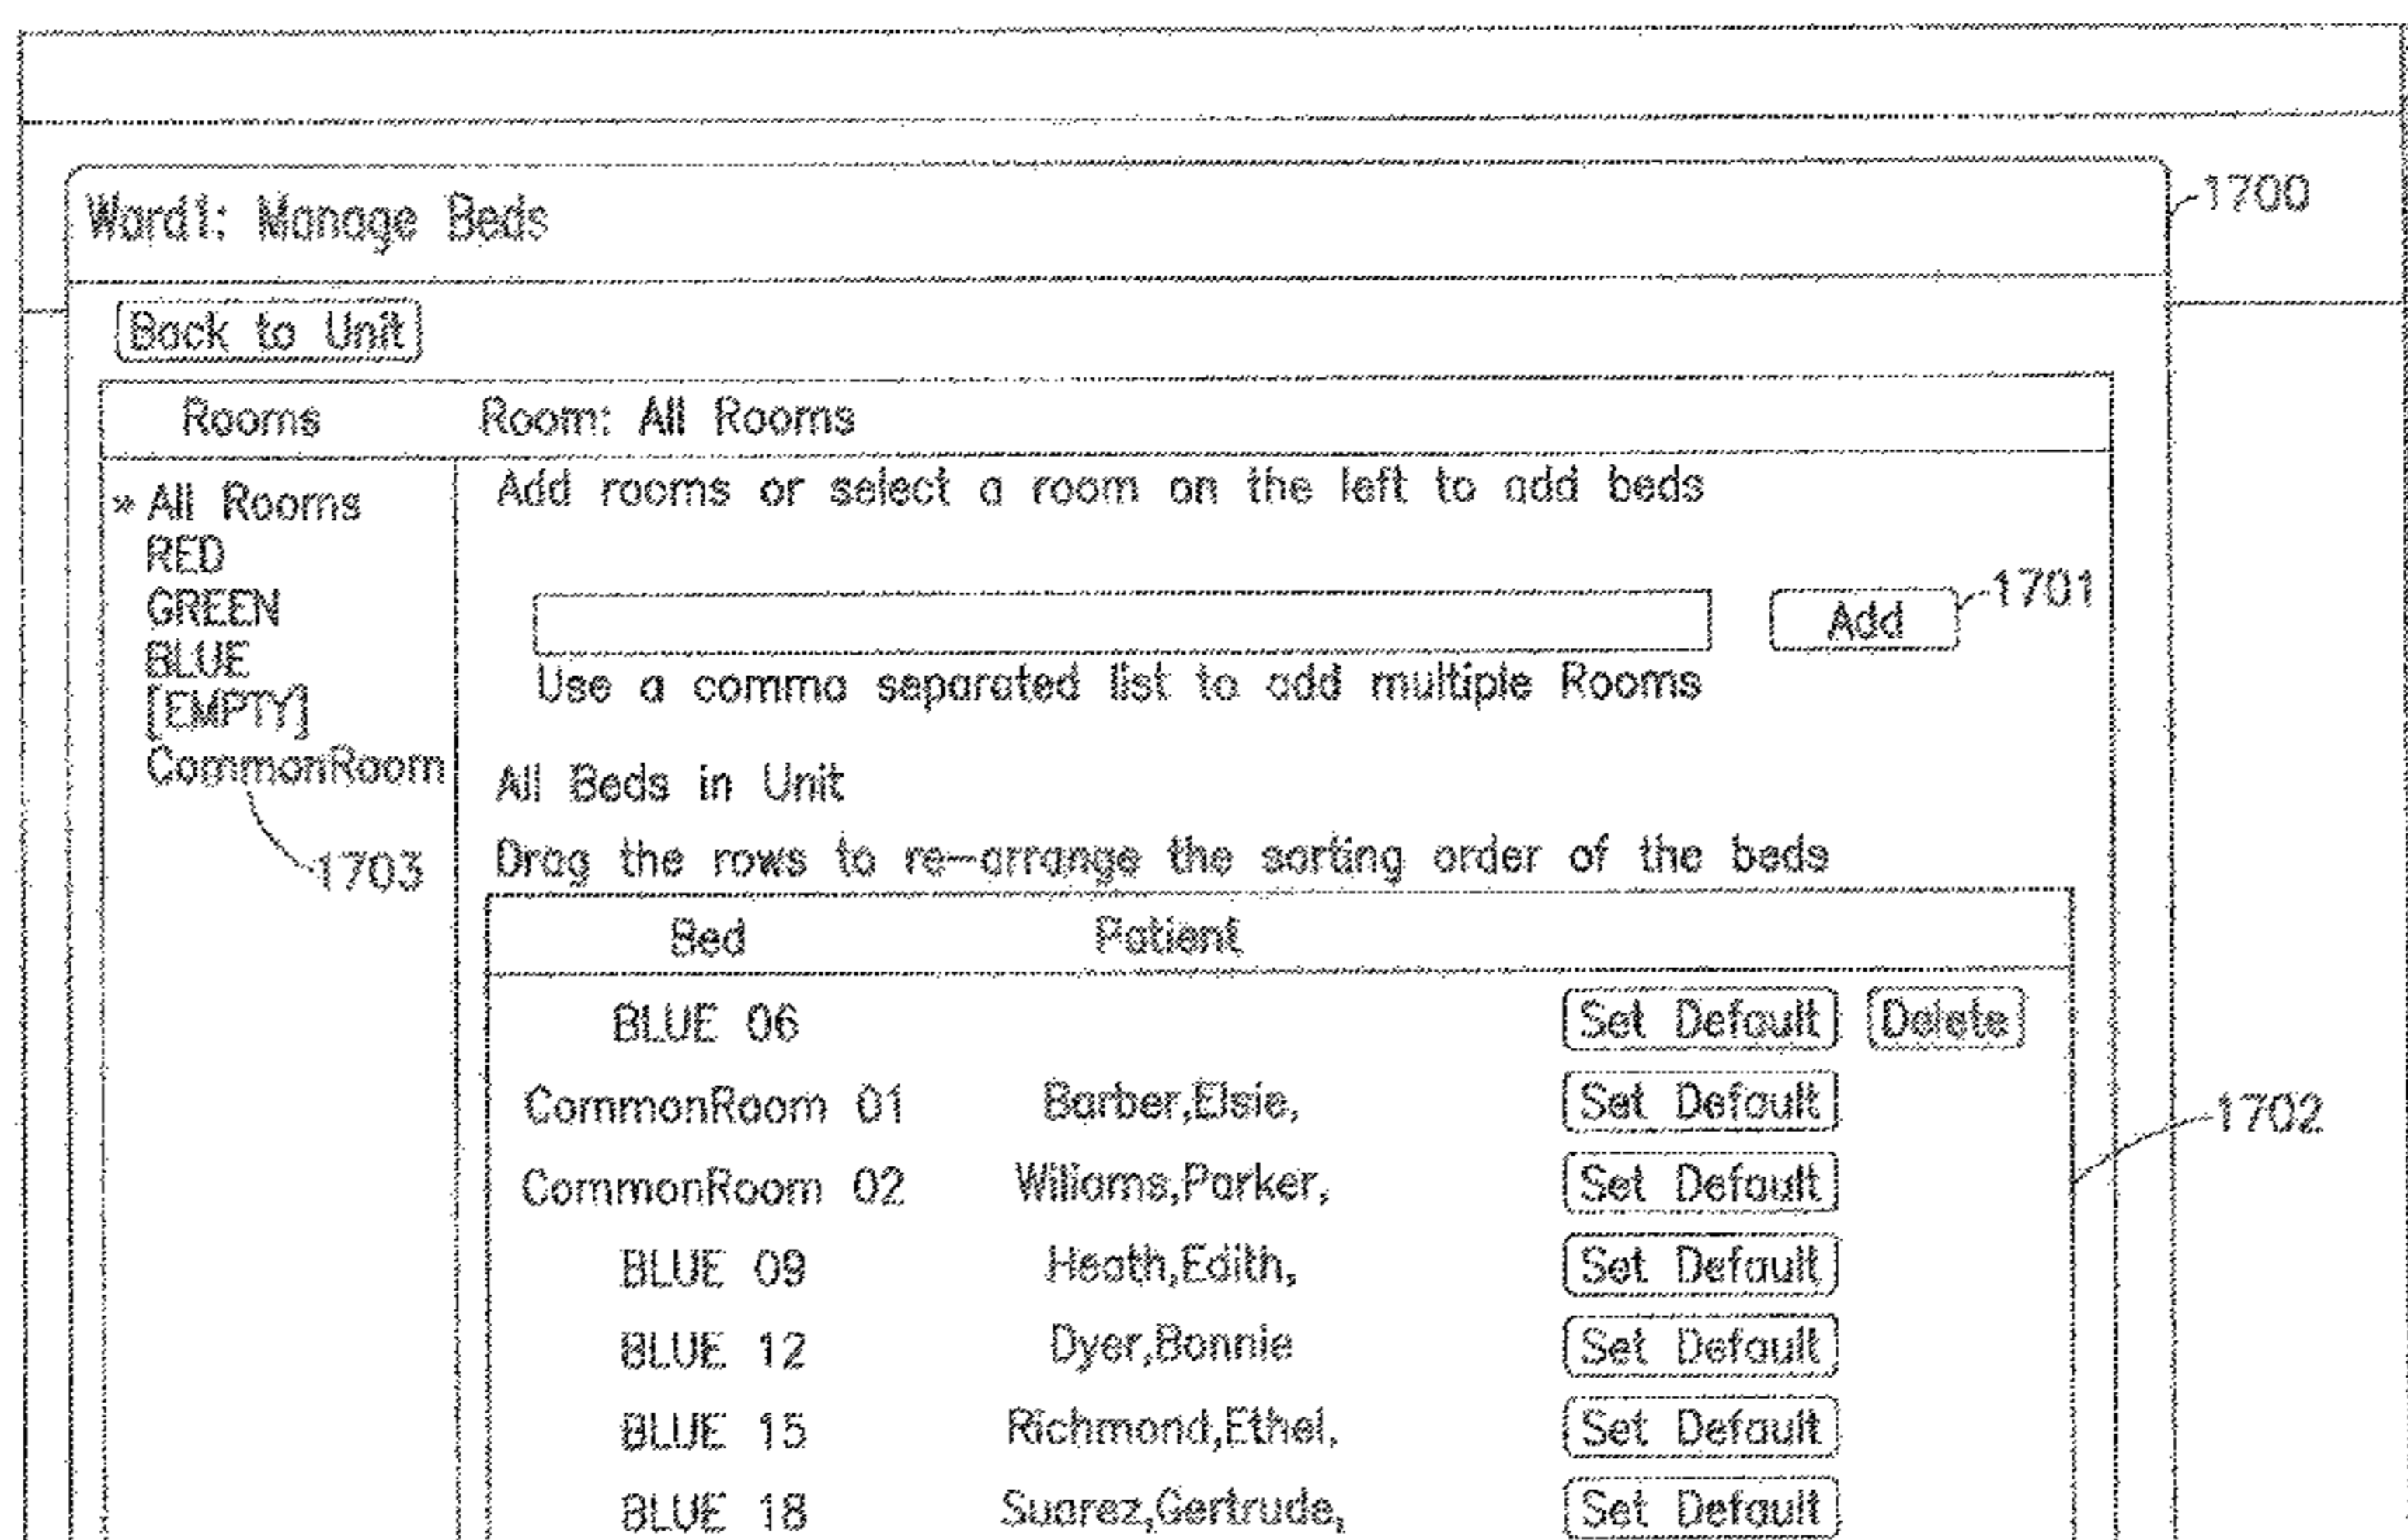 Ward1: Manage Beds
1700
Back to Unit
Rooms Room: All Rooms
» All Rooms
RED
GREEN
BLUE
[EMPTY]
CommonRoom
1703
Add rooms or select a room on the left to add beds
Add
1701
Use a comma separated list to add multiple Rooms
All Beds in Unit
Drag the rows to re-arrange the sorting order of the beds
Bed Patient
BLUE 06 Set Default Delete
CommonRoom 01 Barber,Elsie, Set Default
1702
CommonRoom 02 Williams,Parker, Set Default
BLUE 09 Heath,Edith, Set Default
BLUE 12 Dyer,Bonnie Set Default
BLUE 15 Richmond,Ethel, Set Default
BLUE 18 Suarez,Gertrude, Set Default